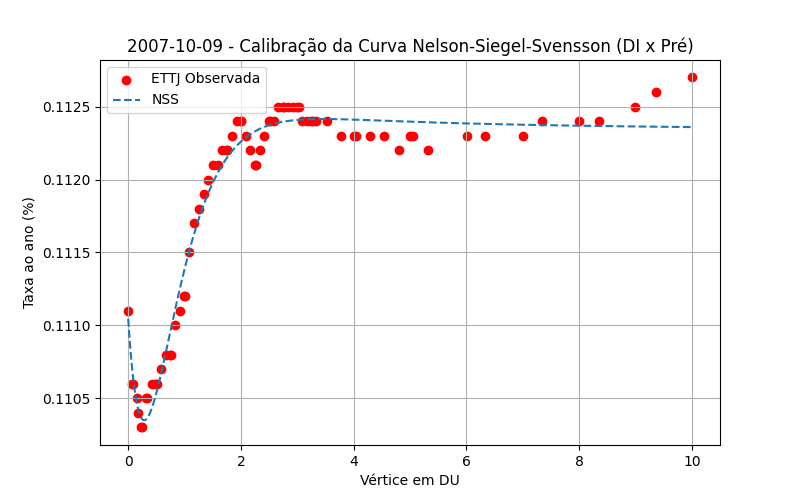 2007-10-09 - Calibração da Curva Nelson-Siegel-Svensson (DI x Pré)
ETTJ Observada
NSS
0.1125
0.1120
0.1115
0.1110
0.1105
Taxa ao ano (%)
0 2 4 6 8 10
Vértice em DU